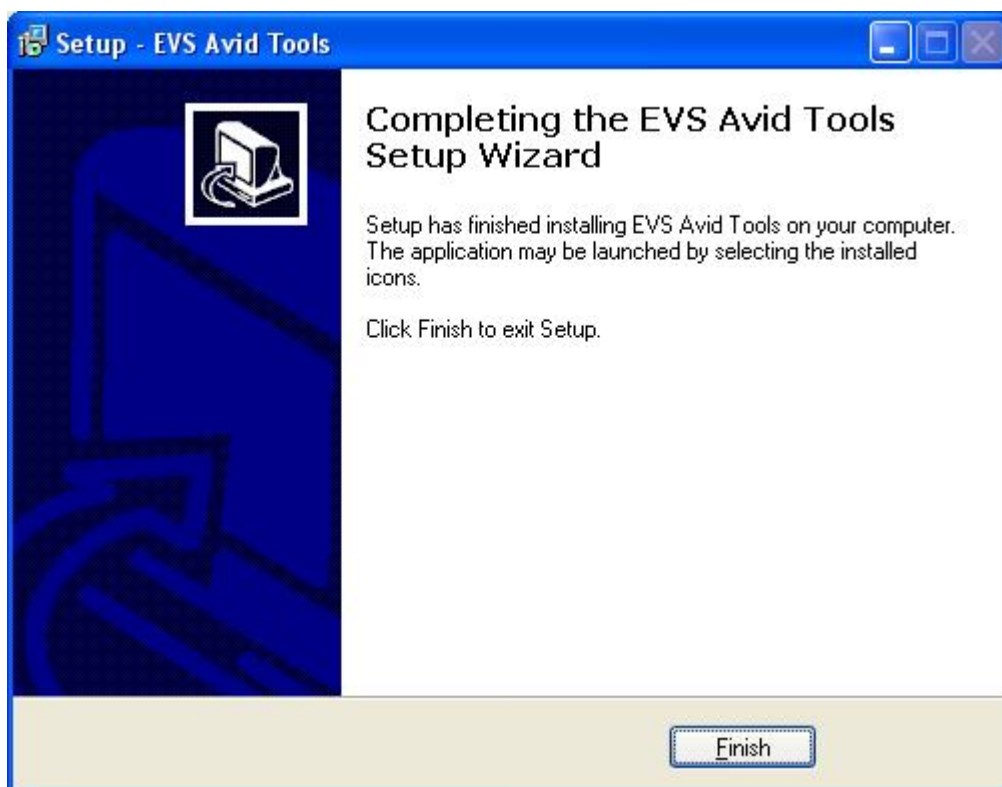 Setup - EVS Avid Tools
Completing the EVS Avid Tools
Setup Wizard
Setup has finished installing EVS Avid Tools on your computer.
The application may be launched by selecting the installed
icons.
Click Finish to exit Setup.
Finish